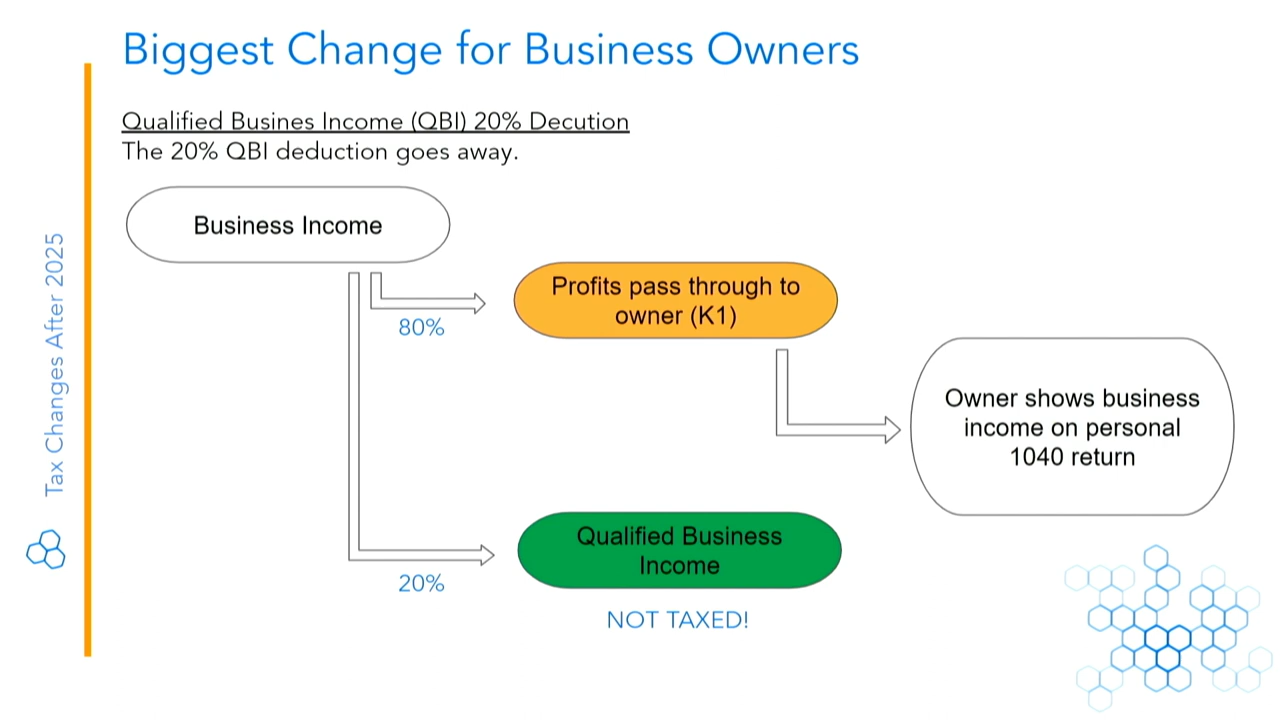 Biggest Change for Business Owners
Qualified Busines Income (QBI) 20% Decution
The 20% QBI deduction goes away.
Business Income
Profits pass through to
owner (K1)
80%
Owner shows business
income on personal
1040 return
Qualified Business
Income
20%
NOT TAXED!
Tax Changes After 2025